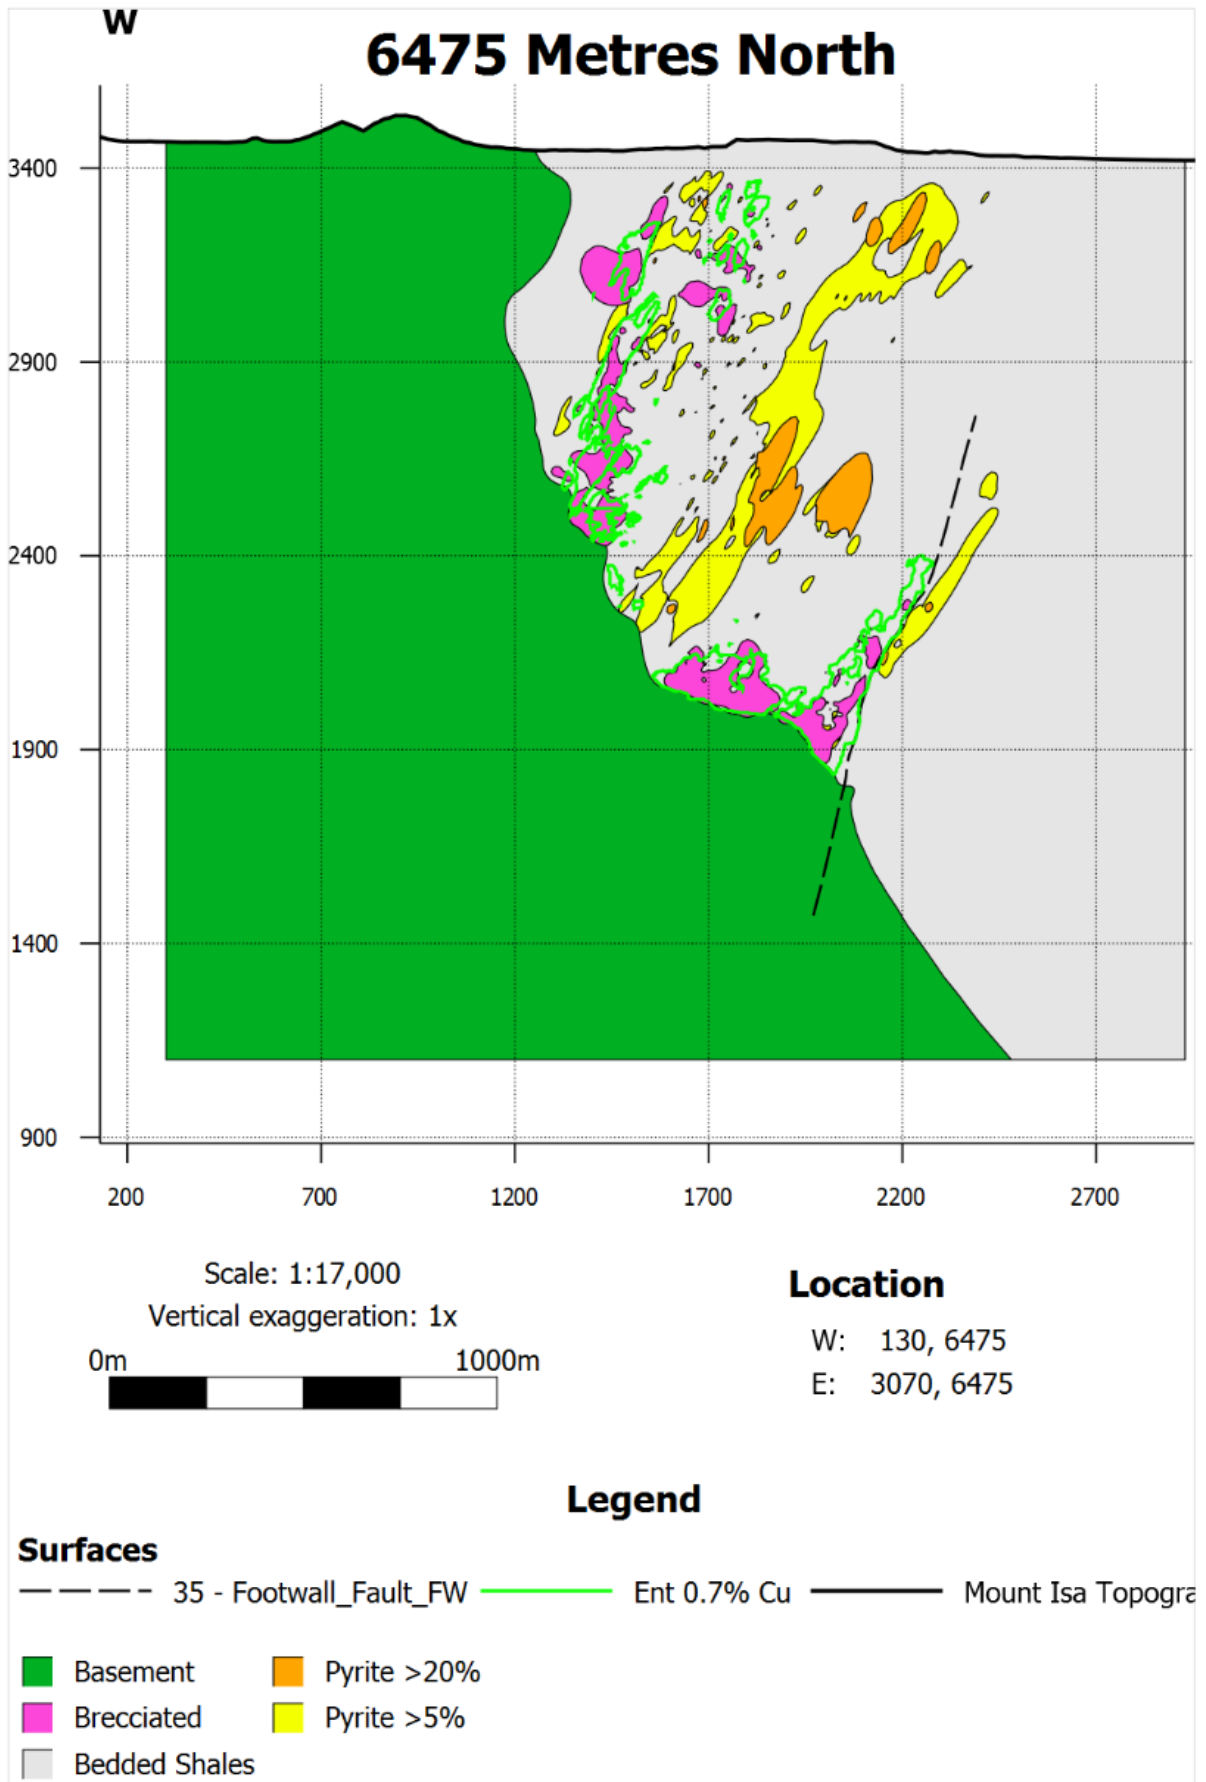 W
6475 Metres North
3400
2900
2400
1900
1400
900
200 700 1200 1700 2200 2700
Scale: 1:17,000
Vertical exaggeration: 1x
0m 1000m
Location
W: 130, 6475
E: 3070, 6475
Legend
Surfaces
35 - Footwall_Fault_FW Ent 0.7% Cu Mount Isa Topogra
Basement Pyrite >20%
Brecciated Pyrite >5%
Bedded Shales